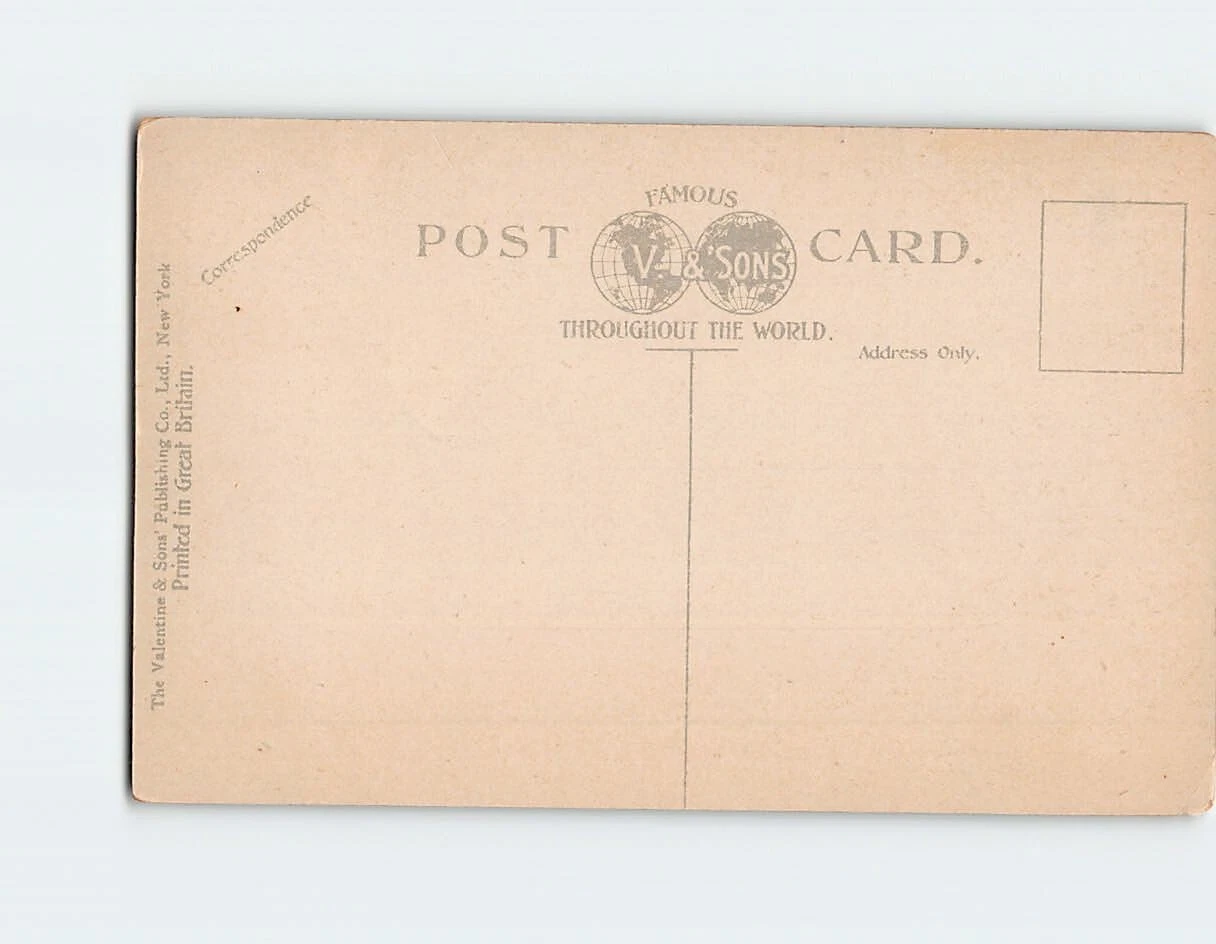 FAMOUS
POST V. & SONS CARD.
THROUGHOUT THE WORLD.
Correspondence
Address Only.
The Valentine & Sons' Publishing Co., Ltd., New York
Printed in Great Britain.